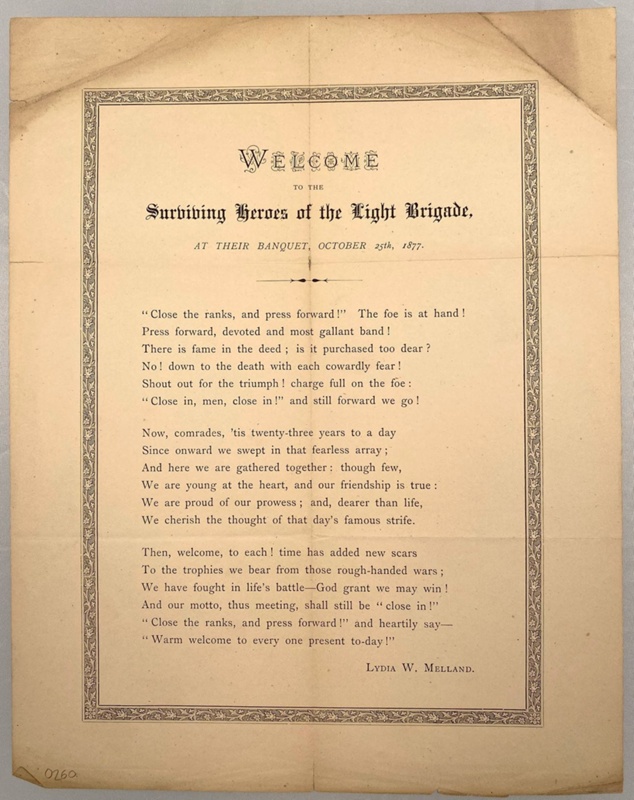 WELCOME
TO THE
Surviving Heroes of the Light Brigade,
AT THEIR BANQUET, OCTOBER 25th, 1877.
“Close the ranks, and press forward!” The foe is at hand!
Press forward, devoted and most gallant band!
There is fame in the deed; is it purchased too dear?
No! down to the death with each cowardly fear!
Shout out for the triumph! charge full on the foe:
“Close in, men, close in!” and still forward we go!
Now, comrades, 'tis twenty-three years to a day
Since onward we swept in that fearless array;
And here we are gathered together: though few,
We are young at the heart, and our friendship is true:
We are proud of our prowess; and, dearer than life,
We cherish the thought of that day's famous strife.
Then, welcome, to each! time has added new scars
To the trophies we bear from those rough-handed wars;
We have fought in life's battle—God grant we may win!
And our motto, thus meeting, shall still be “close in!”
“Close the ranks, and press forward!” and heartily say—
“Warm welcome to every one present to-day!”
LYDIA W. MELLAND.